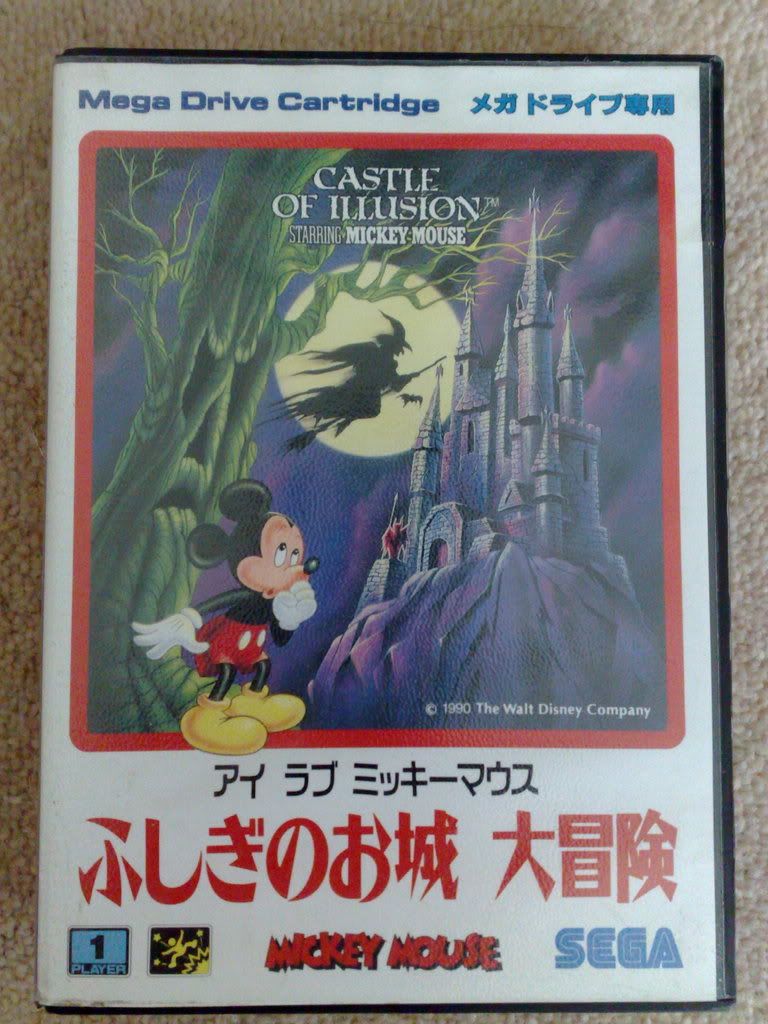 Mega Drive Cartridge メガドライブ専用
CASTLE
OF ILLUSION™
STARRING MICKEY MOUSE
© 1990 The Walt Disney Company
アイ ラブ ミッキーマウス
ふしぎのお城 大冒険
1
PLAYER
MICKEY MOUSE
SEGA